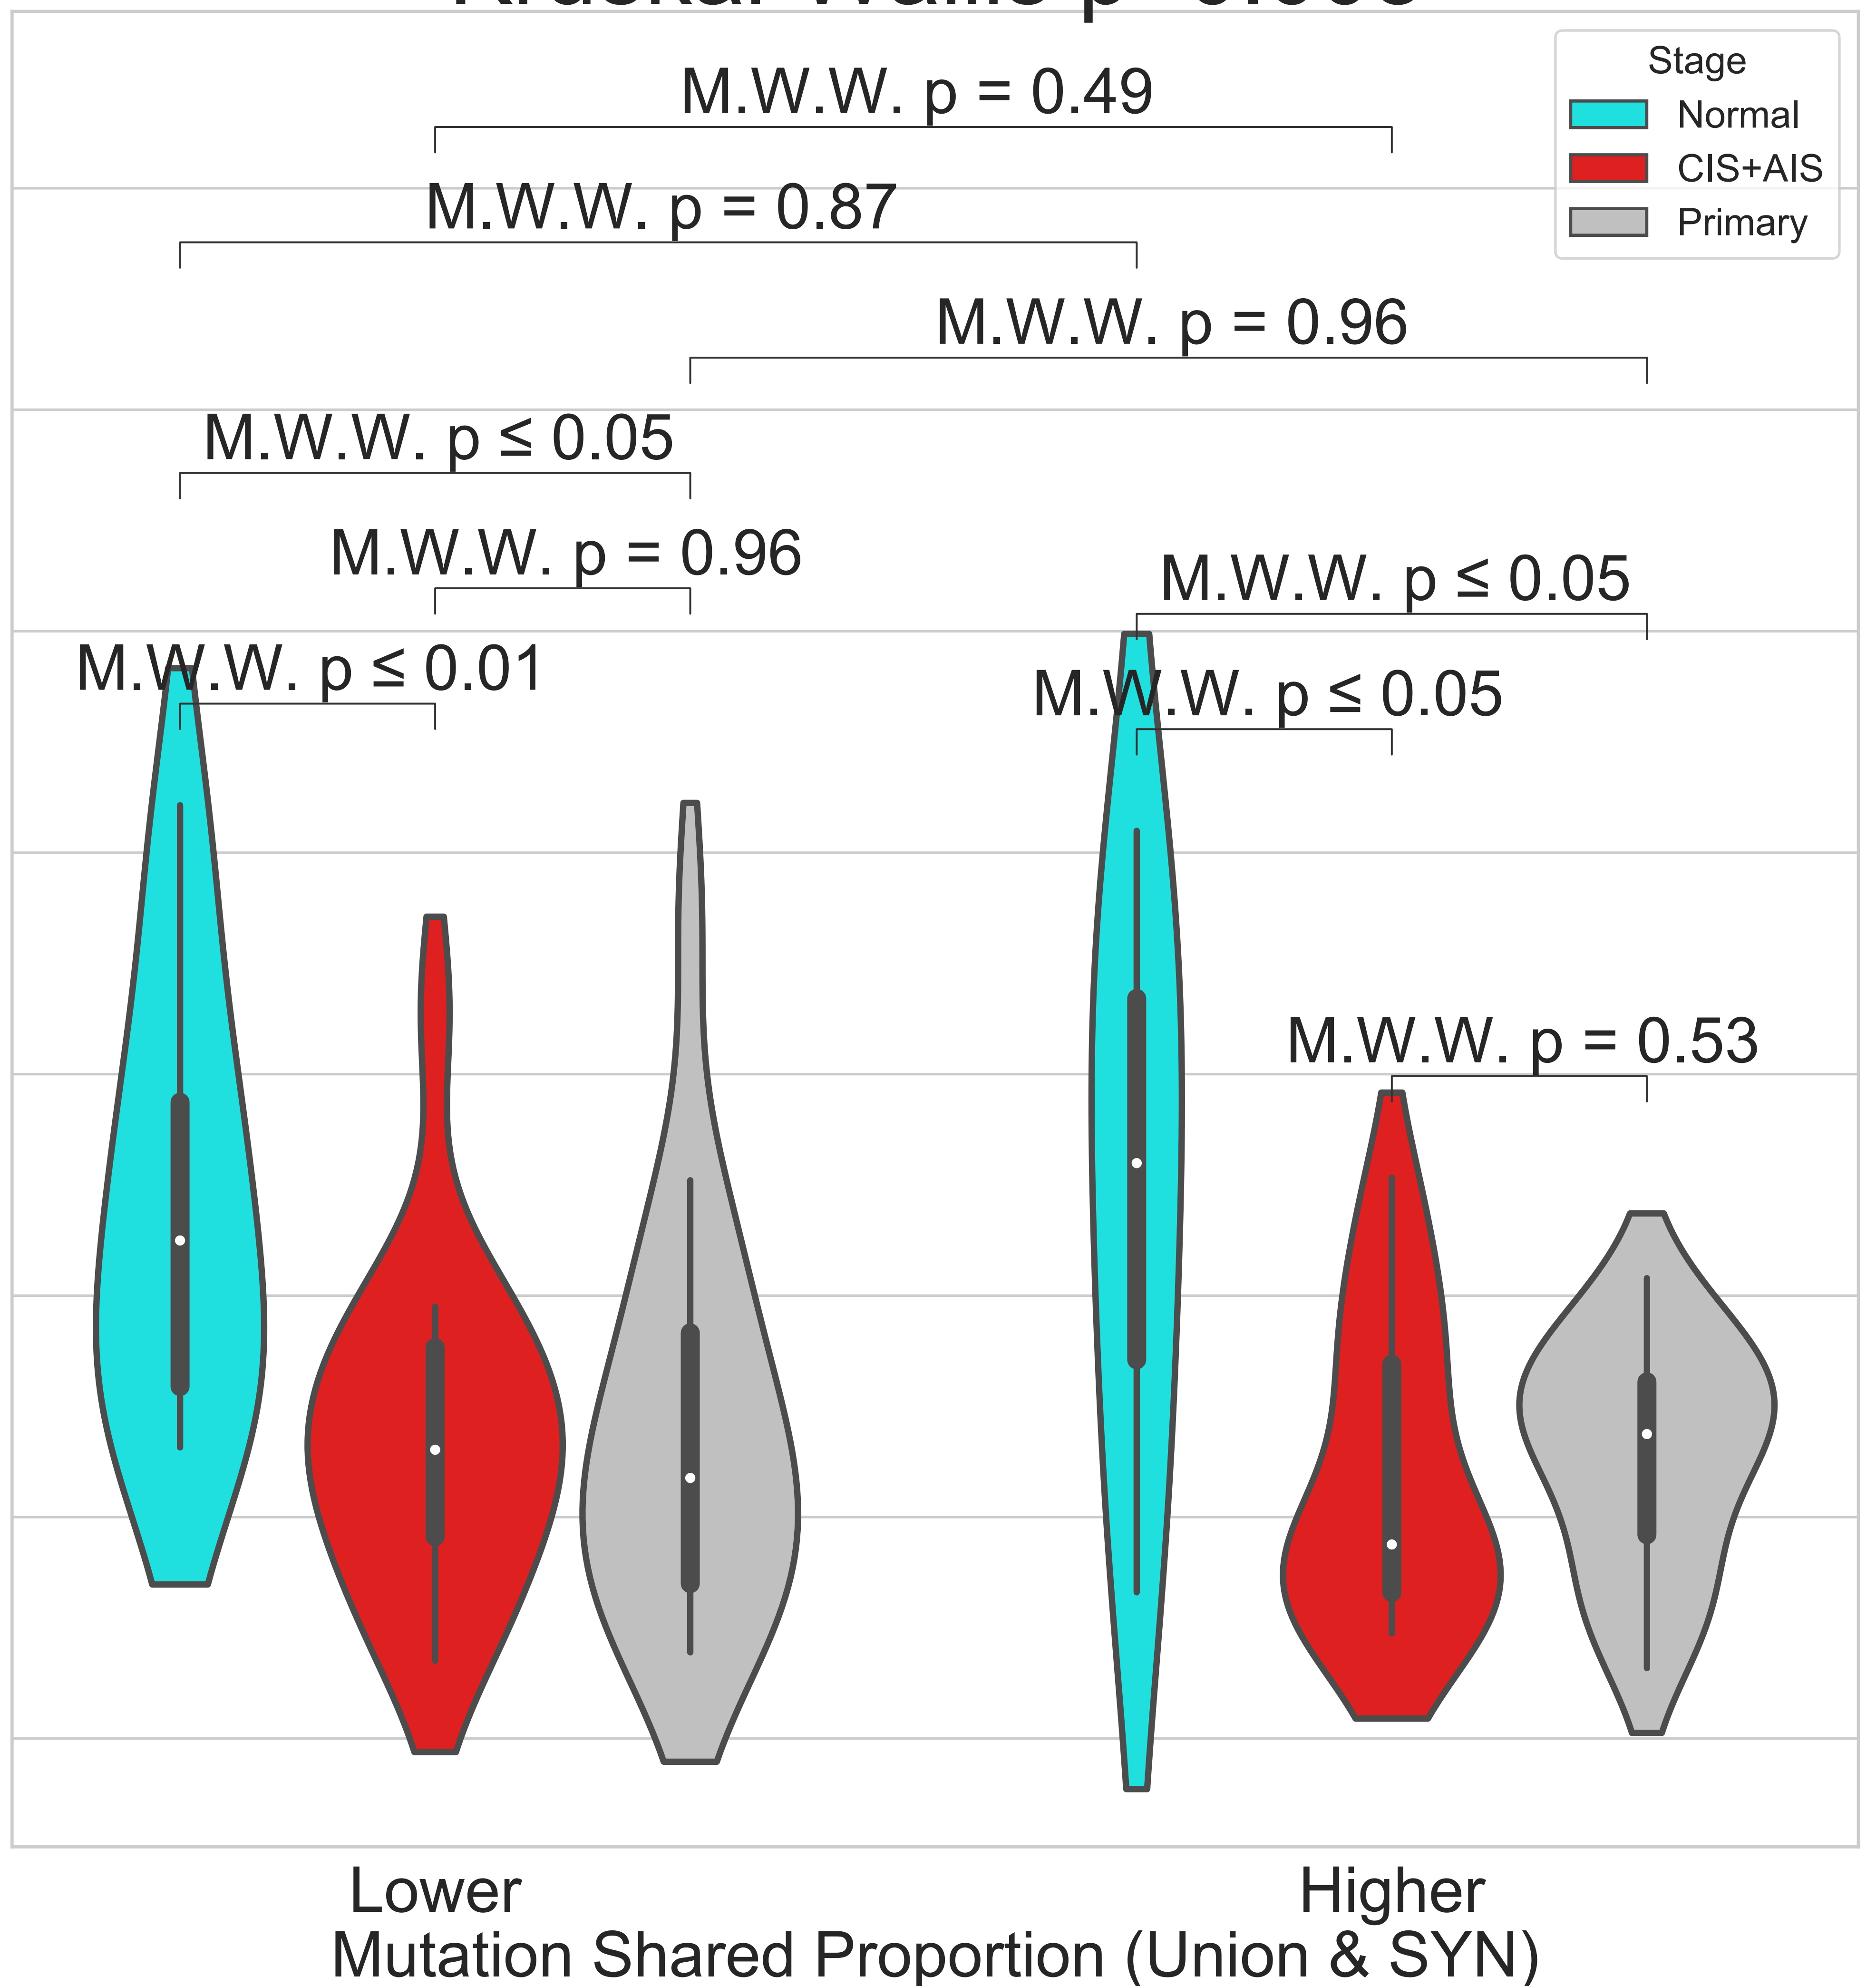 M.W.W. p = 0.49
Stage
Normal
CIS+AIS
Primary
M.W.W. p = 0.87
M.W.W. p = 0.96
M.W.W. p ≤ 0.05
M.W.W. p = 0.96
M.W.W. p ≤ 0.05
M.W.W. p ≤ 0.01
M.W.W. p ≤ 0.05
M.W.W. p = 0.53
Lower
Higher
Mutation Shared Proportion (Union & SYN)